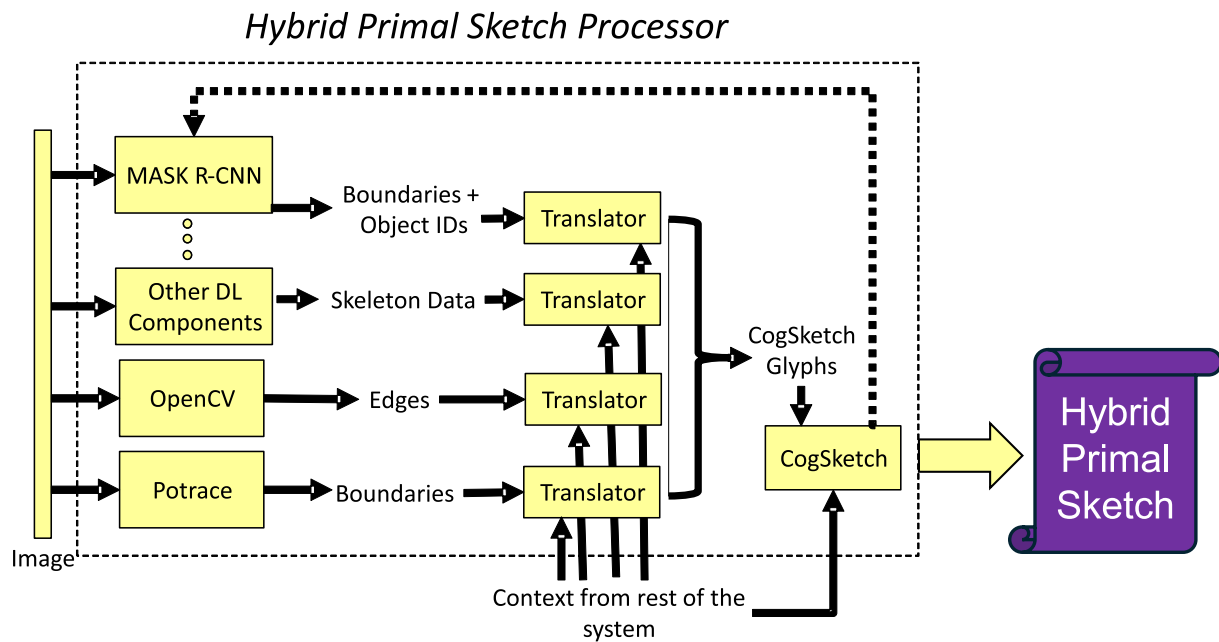 Hybrid Primal Sketch Processor
MASK R-CNN
Boundaries +
Object IDs
Translator
Other DL
Components
Skeleton Data
Translator
CogSketch
Glyphs
OpenCV
Edges
Translator
CogSketch
Potrace
Boundaries
Translator
Image
Context from rest of the
system
Hybrid
Primal
Sketch